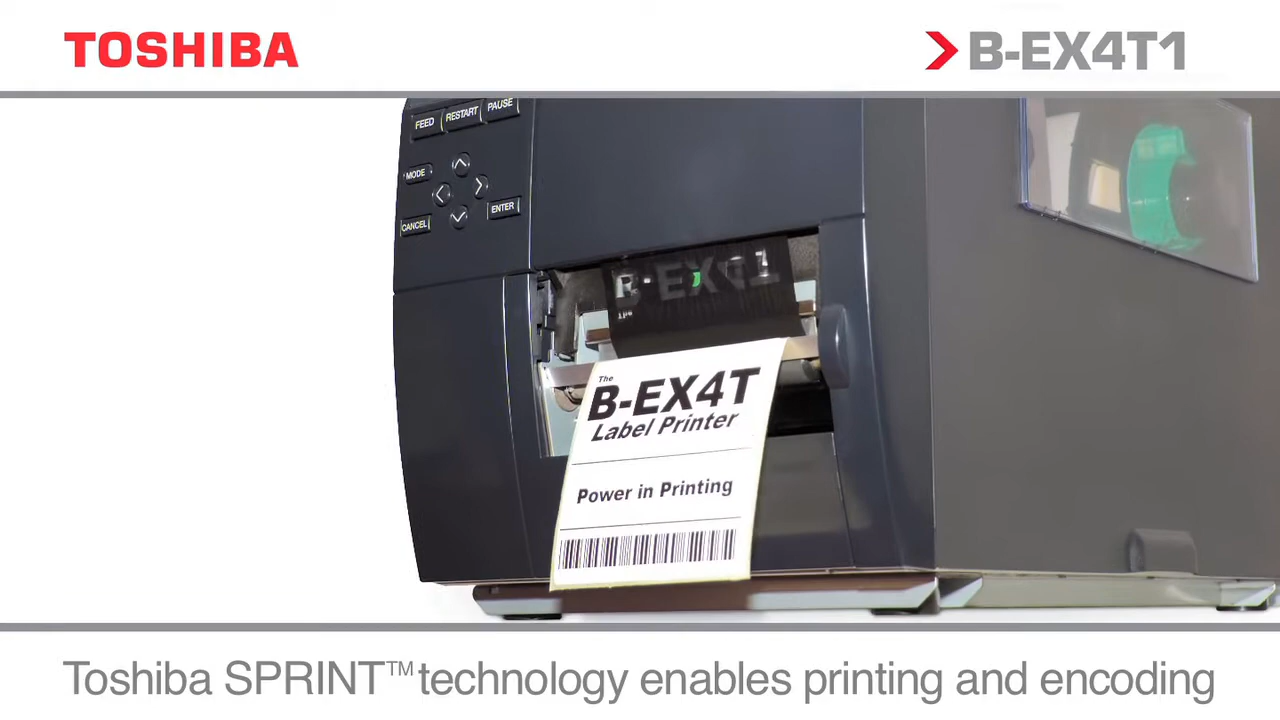 TOSHIBA
B-EX4T1
FEED RESTART PAUSE
MODE
ENTER
CANCEL
The
B-EX4T
Label Printer
Power in Printing
Toshiba SPRINT™ technology enables printing and encoding